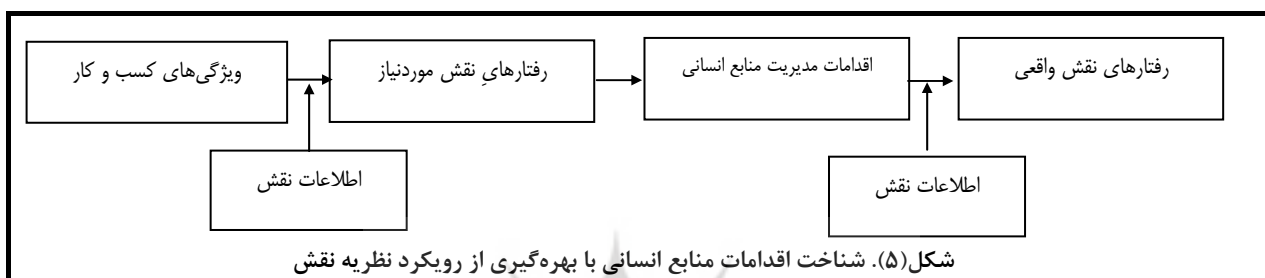 ویژگی‌های کسب و کار
رفتارهایِ نقش موردنیاز
اقدامات مدیریت منابع انسانی
رفتارهای نقش واقعی
اطلاعات نقش
اطلاعات نقش
شکل(۵). شناخت اقدامات منابع انسانی با بهره‌گیری از رویکرد نظریه نقش